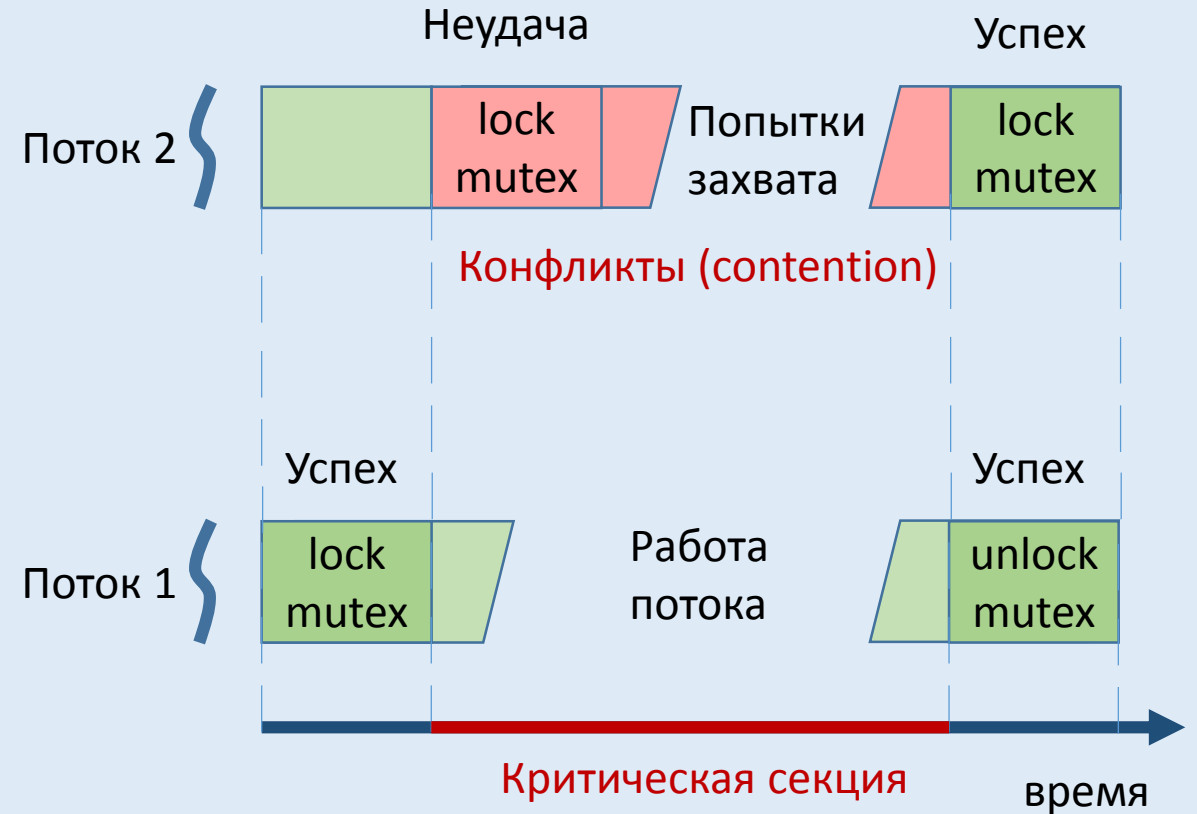 Неудача
Успех
Поток 2
lock
mutex
Попытки
захвата
lock
mutex
Конфликты (contention)
Успех
Успех
Поток 1
lock
mutex
Работа
потока
unlock
mutex
Критическая секция
время